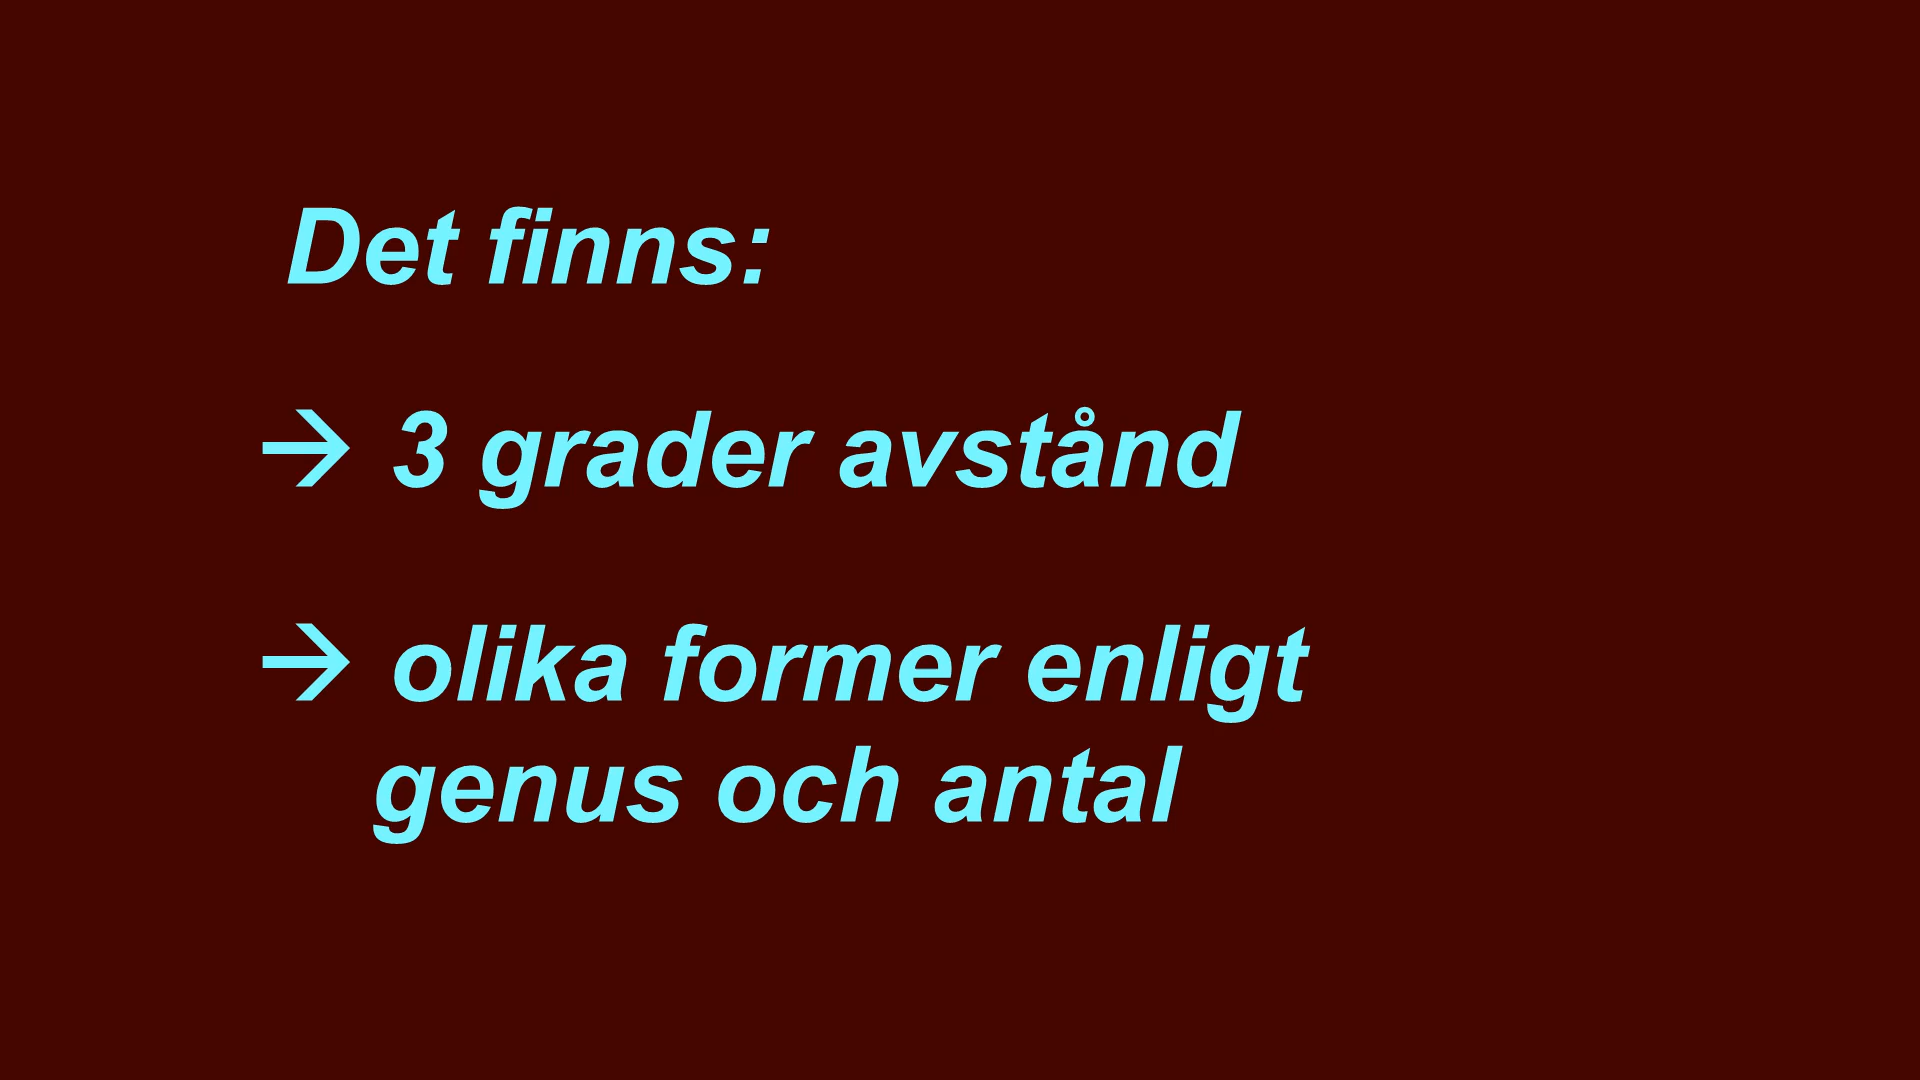 Det finns:
→ 3 grader avstånd
→ olika former enligt
genus och antal